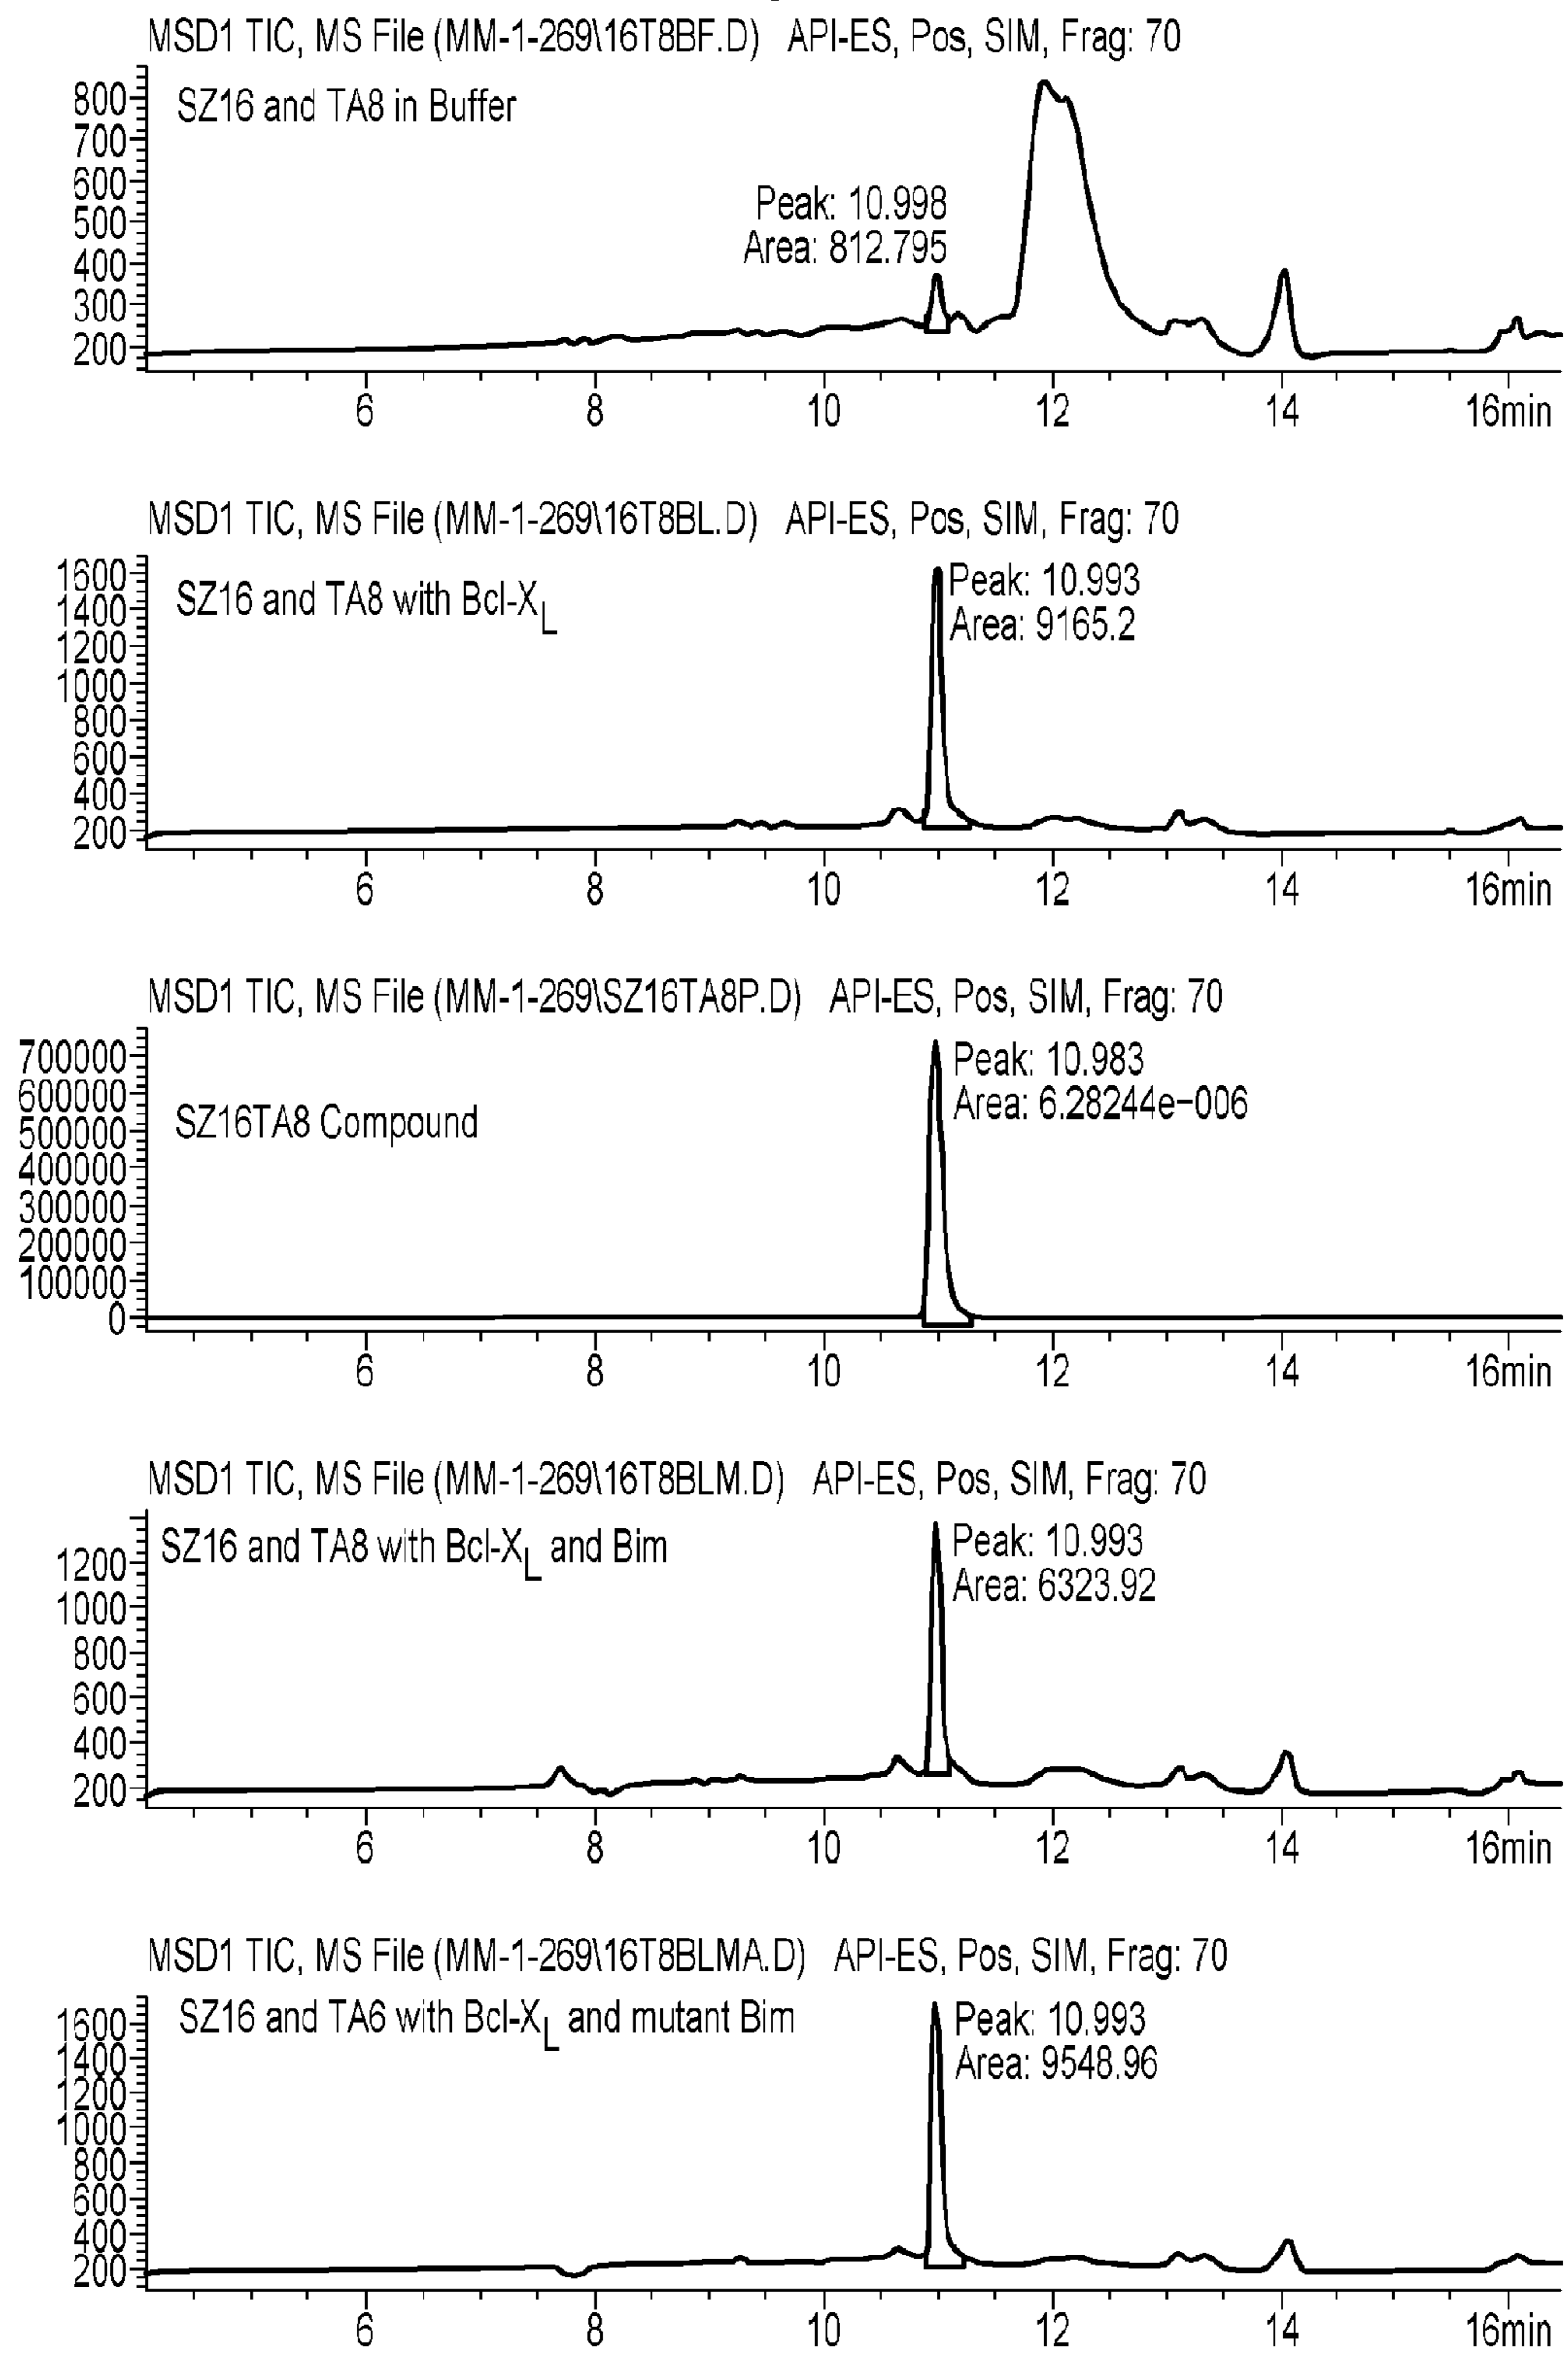 MSD1 TIC, MS File (MM-1-269\16T8BF.D) API-ES, Pos, SIM, Frag: 70
SZ16 and TA8 in Buffer
Peak: 10.998
Area: 812.795
800
700
600
500
400
300
200
6 8 10 12 14 16min
MSD1 TIC, MS File (MM-1-269\16T8BL.D) API-ES, Pos, SIM, Frag: 70
SZ16 and TA8 with Bcl-XL
Peak: 10.993
Area: 9165.2
1600
1400
1200
1000
800
600
400
200
6 8 10 12 14 16min
MSD1 TIC, MS File (MM-1-269\SZ16TA8P.D) API-ES, Pos, SIM, Frag: 70
SZ16TA8 Compound
Peak: 10.983
Area: 6.28244e-006
700000
600000
500000
400000
300000
200000
100000
0
6 8 10 12 14 16min
MSD1 TIC, MS File (MM-1-269\16T8BLM.D) API-ES, Pos, SIM, Frag: 70
SZ16 and TA8 with Bcl-XL and Bim
Peak: 10.993
Area: 6323.92
1200
1000
800
600
400
200
6 8 10 12 14 16min
MSD1 TIC, MS File (MM-1-269\16T8BLMA.D) API-ES, Pos, SIM, Frag: 70
SZ16 and TA6 with Bcl-XL and mutant Bim
Peak: 10.993
Area: 9548.96
1600
1400
1200
1000
800
600
400
200
6 8 10 12 14 16min